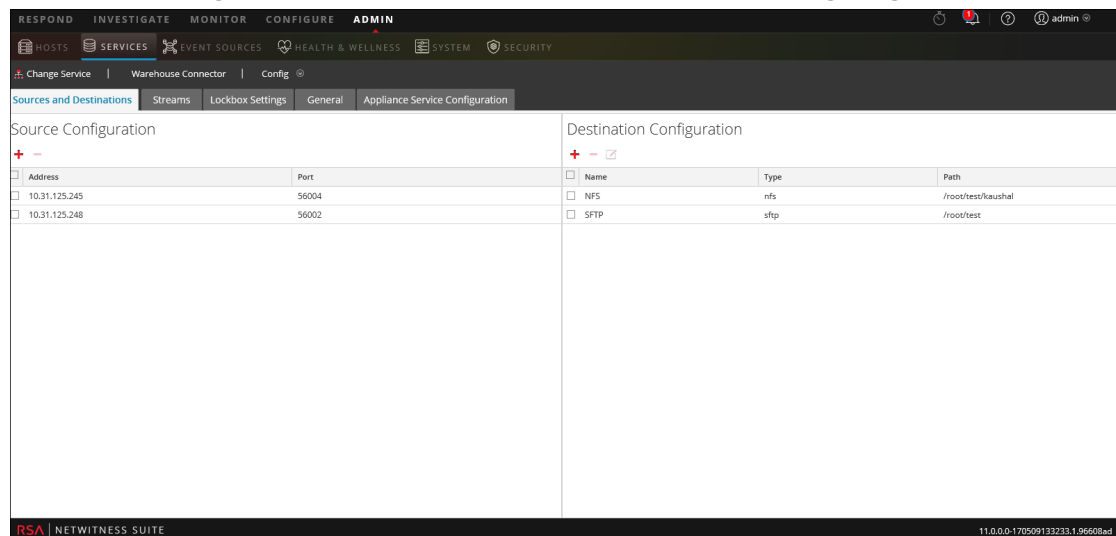 RESPOND INVESTIGATE MONITOR CONFIGURE ADMIN 1 ? admin
HOSTS SERVICES EVENT SOURCES HEALTH & WELLNESS SYSTEM SECURITY
Change Service | Warehouse Connector | Config
Sources and Destinations Streams Lockbox Settings General Appliance Service Configuration
Source Configuration
Address Port
10.31.125.245 56004
10.31.125.248 56002
Destination Configuration
Name Type Path
NFS nfs /root/test/kaushal
SFTP sftp /root/test
RSA | NETWITNESS SUITE 11.0.0.0-170509133233.1.96608ad